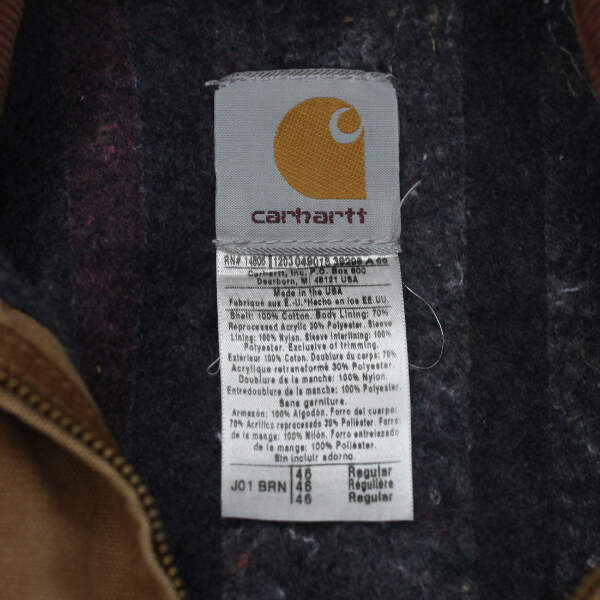 carhartt
RN# 14806 1203 049018 38296 A 66
Carhartt, Inc. P.O. Box 600
Dearborn, MI 48121 USA
Made in the USA
Fabriqué aux E.-U. *Hecho en los EE.UU.
Shell: 100% Cotton. Body Lining: 70%
Reprocessed Acrylic 30% Polyester. Sleeve
Lining: 100% Nylon. Sleeve interlining: 100%
Polyester. Exclusive of trimming.
Extérieur 100% Coton. Doublure du corps: 70%
Acrylique retransformé 30% Polyester.
Doublure de la manche: 100% Nylon.
Entredoublure de la manche: 100% Polyester.
Sans garniture.
Armazón: 100% Algodón. Forro del cuerpo:
70% Acrílico reprocesado 30% Poliéster. Forro
de la manga: 100% Nilón. Forro entrelazado
de la manga: 100% Poliéster.
Sin incluir adorno.
J01 BRN
46 Regular
46 Régulière
46 Regular